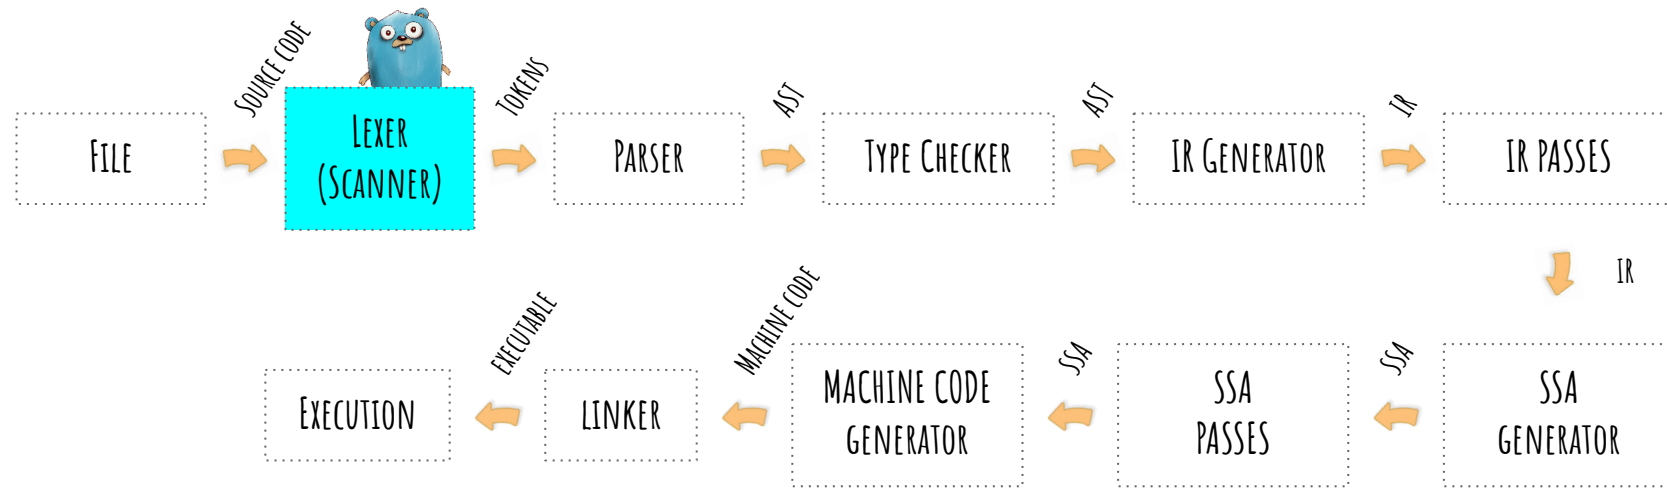 Source code
Tokens
AST
AST
IR
File
Lexer
(Scanner)
Parser
Type Checker
IR Generator
IR PASSES
IR
executable
Machine code
SSA
SSA
Execution
linker
MACHINE CODE
generator
SSA
PASSES
SSA
generator